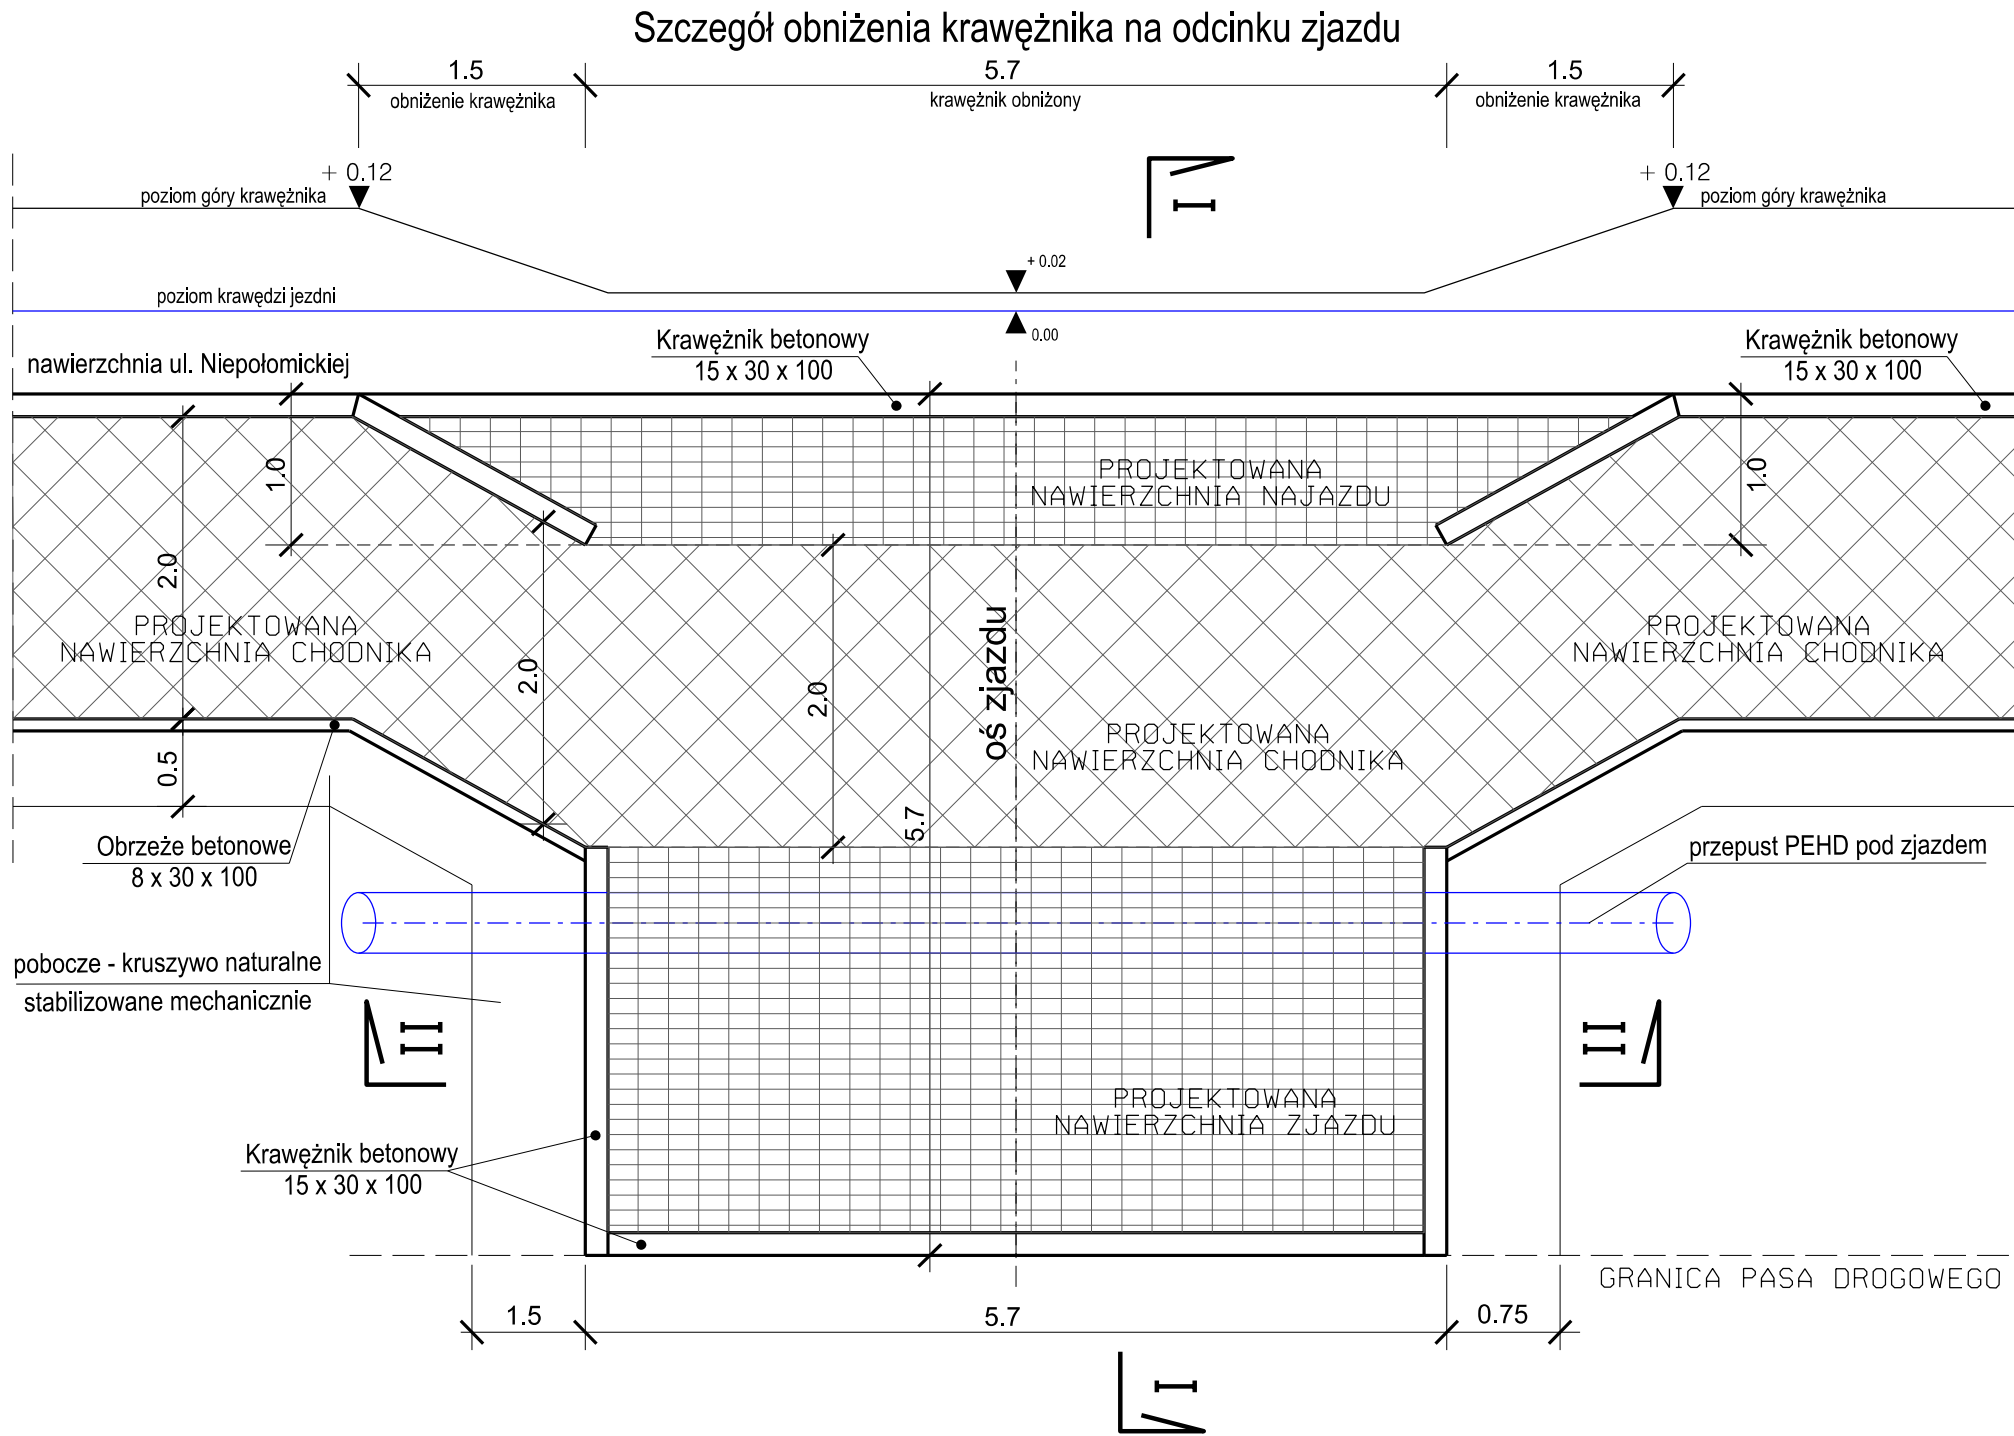 Szczegół obniżenia krawężnika na odcinku zjazdu
1.5
5.7
1.5
obniżenie krawężnika
krawężnik obniżony
obniżenie krawężnika
+ 0.12
+ 0.12
poziom góry krawężnika
poziom góry krawężnika
I
+ 0.02
poziom krawędzi jezdni
0.00
Krawężnik betonowy
15 x 30 x 100
Krawężnik betonowy
15 x 30 x 100
nawierzchnia ul. Niepołomickiej
1.0
PROJEKTOWANA
NAWIERZCHNIA NAJAZDU
1.0
2.0
PROJEKTOWANA
NAWIERZCHNIA CHODNIKA
2.0
2.0
oś zjazdu
PROJEKTOWANA
NAWIERZCHNIA CHODNIKA
PROJEKTOWANA
NAWIERZCHNIA CHODNIKA
0.5
5.7
Obrzeże betonowe
8 x 30 x 100
przepust PEHD pod zjazdem
pobocze - kruszywo naturalne
stabilizowane mechanicznie
II
II
PROJEKTOWANA
NAWIERZCHNIA ZJAZDU
Krawężnik betonowy
15 x 30 x 100
GRANICA PASA DROGOWEGO
1.5
5.7
0.75
I